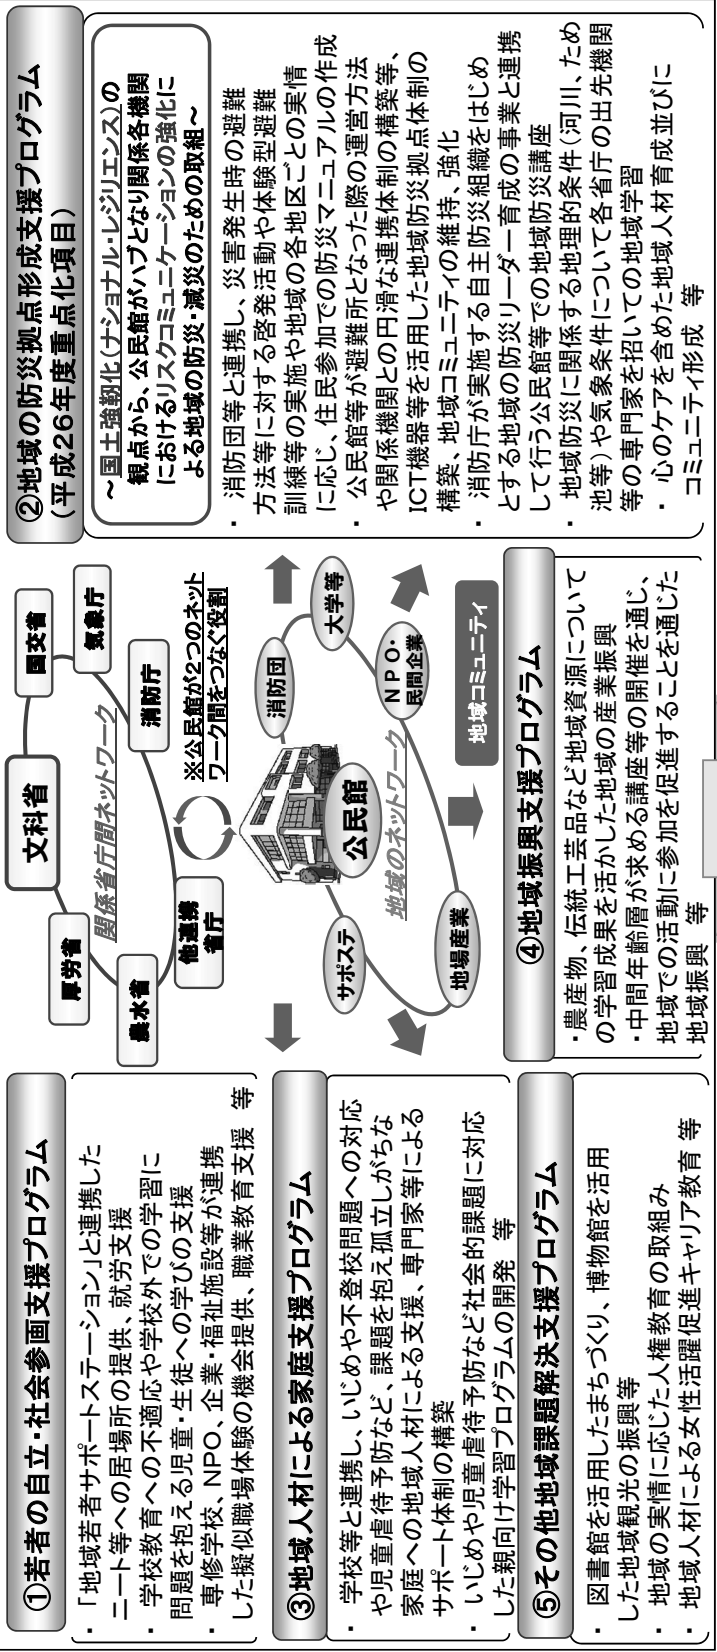 ①若者の自立・社会参画支援プログラム
・「地域若者サポートステーション」と連携した
ニート等への居場所の提供、就労支援
・学校教育への不適応や学校外での学習に
問題を抱える児童・生徒への学びの支援
・専修学校、NPO、企業・福祉施設等が連携
した擬似職場体験の機会提供、職業教育支援 等
文科省
国交省
厚労省
気象庁
農水省
消防庁
他連携
省庁
関係省庁間ネットワーク
※公民館が2つのネット
ワーク間をつなぐ役割
消防団
大学等
サポステ
公民館
NPO・
民間企業
地域のネットワーク
地場産業
地域コミュニティ
②地域の防災拠点形成支援プログラム
(平成26年度重点化項目)
~国土強靭化(ナショナル・レジリエンス)の
観点から、公民館がハブとなり関係各機関
におけるリスクコミュニケーションの強化に
よる地域の防災・減災のための取組~
・消防団等と連携し、災害発生時の避難
方法等に対する啓発活動や体験型避難
訓練等の実施や地域の各地区ごとの実情
に応じ、住民参加での防災マニュアルの作成
・公民館等が避難所となった際の運営方法
や関係機関との円滑な連携体制の構築等、
ICT機器等を活用した地域防災拠点体制の
構築、地域コミュニティの維持、強化
・消防庁が実施する自主防災組織をはじめ
とする地域の防災リーダー育成の事業と連携
して行う公民館等での地域防災講座
・地域防災に関係する地理的条件(河川、ため
池等)や気象条件について各省庁の出先機関
等の専門家を招いての地域学習
・心のケアを含めた地域人材育成並びに
コミュニティ形成 等
③地域人材による家庭支援プログラム
・学校等と連携し、いじめや不登校問題への対応
や児童虐待予防など、課題を抱え孤立しがちな
家庭への地域人材による支援、専門家等による
サポート体制の構築
・いじめや児童虐待予防など社会的課題に対応
した親向け学習プログラムの開発 等
④地域振興支援プログラム
・農産物、伝統工芸品など地域資源について
の学習成果を活かした地域の産業振興
・中間年齢層が求める講座等の開催を通じ、
地域での活動に参加を促進することを通じた
地域振興 等
⑤その他地域課題解決支援プログラム
・図書館を活用したまちづくり、博物館を活用
した地域観光の振興等
・地域の実情に応じた人権教育の取組み
・地域人材による女性活躍促進キャリア教育 等